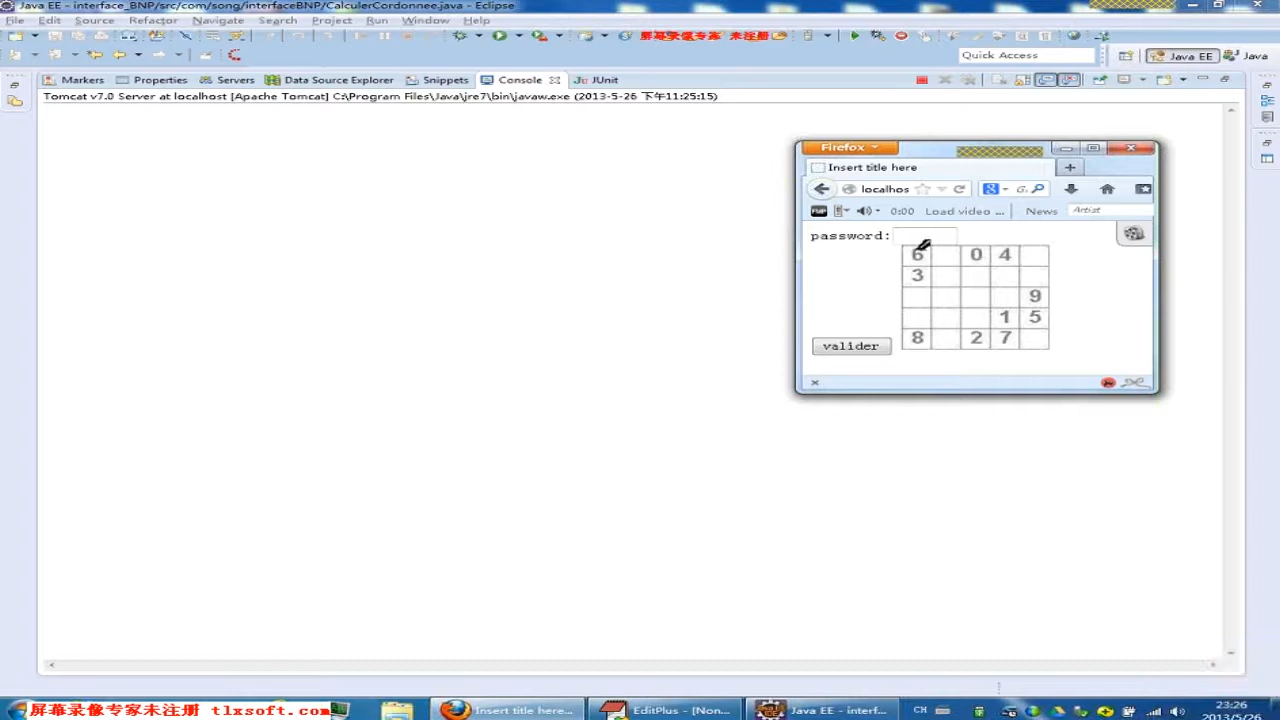 Java EE - interface_BNP/src/com/song/interfaceBNP/CalculerCordonnee.java - Eclipse
File Edit Source Refactor Navigate Search Project Run Window Help
屏幕录像专家 未注册
Quick Access
Java EE
Java
Markers Properties Servers Data Source Explorer Snippets Console JUnit
Tomcat v7.0 Server at localhost [Apache Tomcat] C:\Program Files\Java\jre7\bin\javaw.exe (2013-5-26 下午11:25:15)
Firefox
Insert title here
localhos
0:00 Load video ... News Artist
password:
6 0 4
3
9
1 5
8 2 7
valider
屏幕录像专家未注册 tlxsoft.com
Insert title here...
EditPlus - [Non...
Java EE - interf...
CH
23:26
2013/5/26